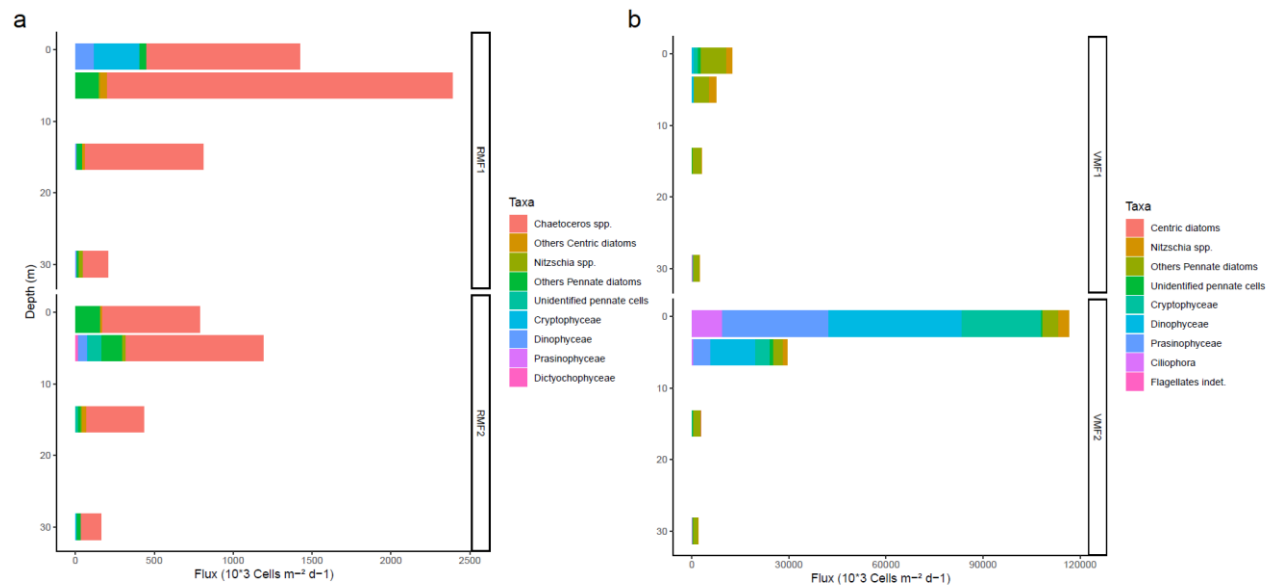 a
Depth (m)
0
10
20
30
RMF1
0
10
20
30
RMF2
0
500
1000
1500
2000
2500
Flux (10*3 Cells m⁻² d−1)
Taxa
Chaetoceros spp.
Others Centric diatoms
Nitzschia spp.
Others Pennate diatoms
Unidentified pennate cells
Cryptophyceae
Dinophyceae
Prasinophyceae
Dictyochophyceae
b
0
10
20
30
VMF1
0
10
20
30
VMF2
0
30000
60000
90000
120000
Flux (10*3 Cells m⁻² d−1)
Taxa
Centric diatoms
Nitzschia spp.
Others Pennate diatoms
Unidentified pennate cells
Cryptophyceae
Dinophyceae
Prasinophyceae
Ciliophora
Flagellates indet.